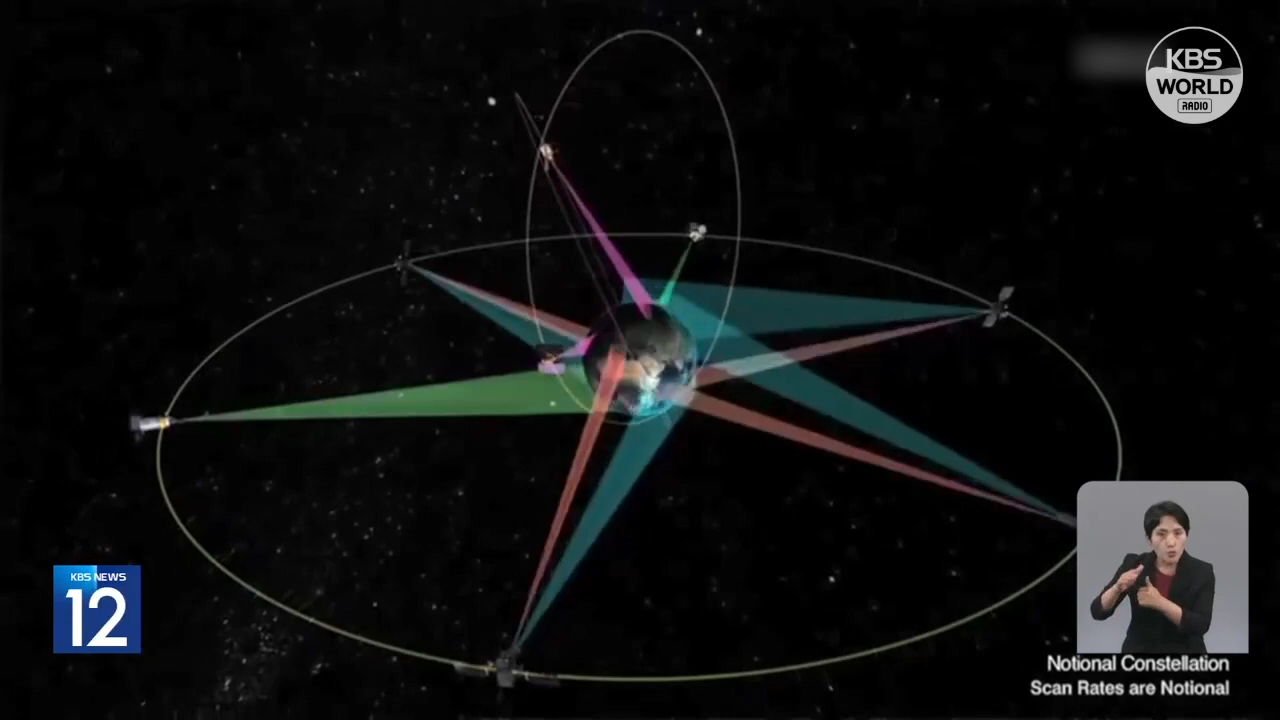 KBS
WORLD
RADIO
KBS NEWS
12
Notional Constellation
Scan Rates are Notional